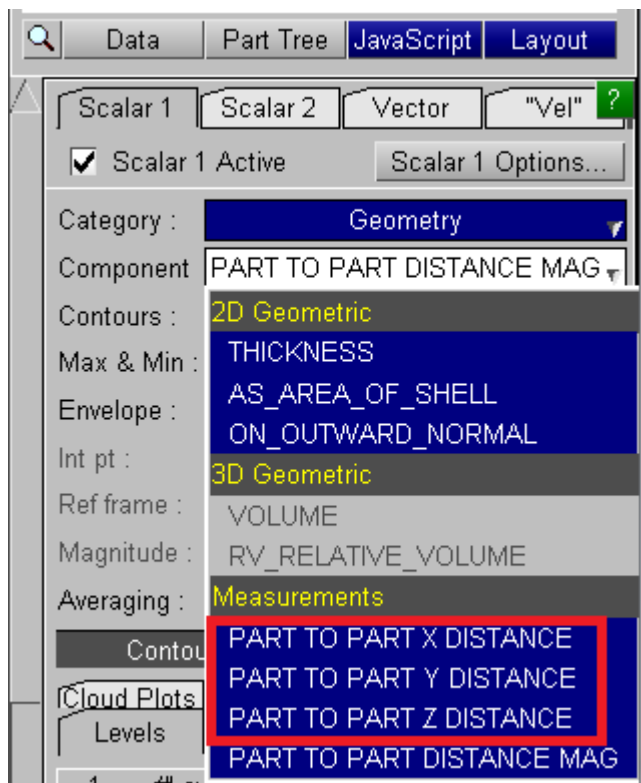 Data Part Tree JavaScript Layout
Scalar 1 Scalar 2 Vector "Vel" ?
Scalar 1 Active Scalar 1 Options...
Category : Geometry
Component PART TO PART DISTANCE MAG
Contours : 2D Geometric
Max & Min : THICKNESS
Envelope : AS_AREA_OF_SHELL
ON_OUTWARD_NORMAL
Int pt : 3D Geometric
Ref frame : VOLUME
Magnitude : RV_RELATIVE_VOLUME
Averaging : Measurements
PART TO PART X DISTANCE
PART TO PART Y DISTANCE
Cloud Plots
PART TO PART Z DISTANCE
Levels
PART TO PART DISTANCE MAG